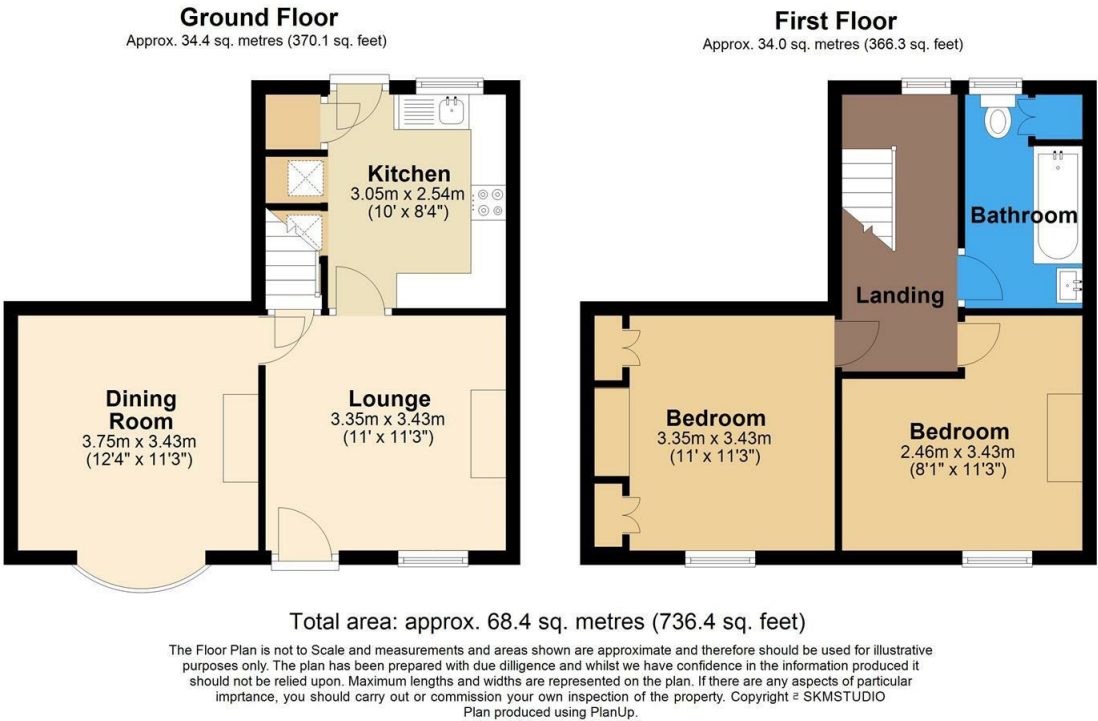 Ground Floor
Approx. 34.4 sq. metres (370.1 sq. feet)
Kitchen
3.05m x 2.54m
(10' x 8'4")
Dining
Room
3.75m x 3.43m
(12'4" x 11'3")
Lounge
3.35m x 3.43m
(11' x 11'3")
First Floor
Approx. 34.0 sq. metres (366.3 sq. feet)
Bathroom
Landing
Bedroom
3.35m x 3.43m
(11' x 11'3")
Bedroom
2.46m x 3.43m
(8'1" x 11'3")
Total area: approx. 68.4 sq. metres (736.4 sq. feet)
The Floor Plan is not to Scale and measurements and areas shown are approximate and therefore should be used for illustrative
purposes only. The plan has been prepared with due dilligence and whilst we have confidence in the information produced it
should not be relied upon. Maximum lengths and widths are represented on the plan. If there are any aspects of particular
imprtance, you should carry out or commission your own inspection of the property. Copyright ² SKMSTUDIO
Plan produced using PlanUp.